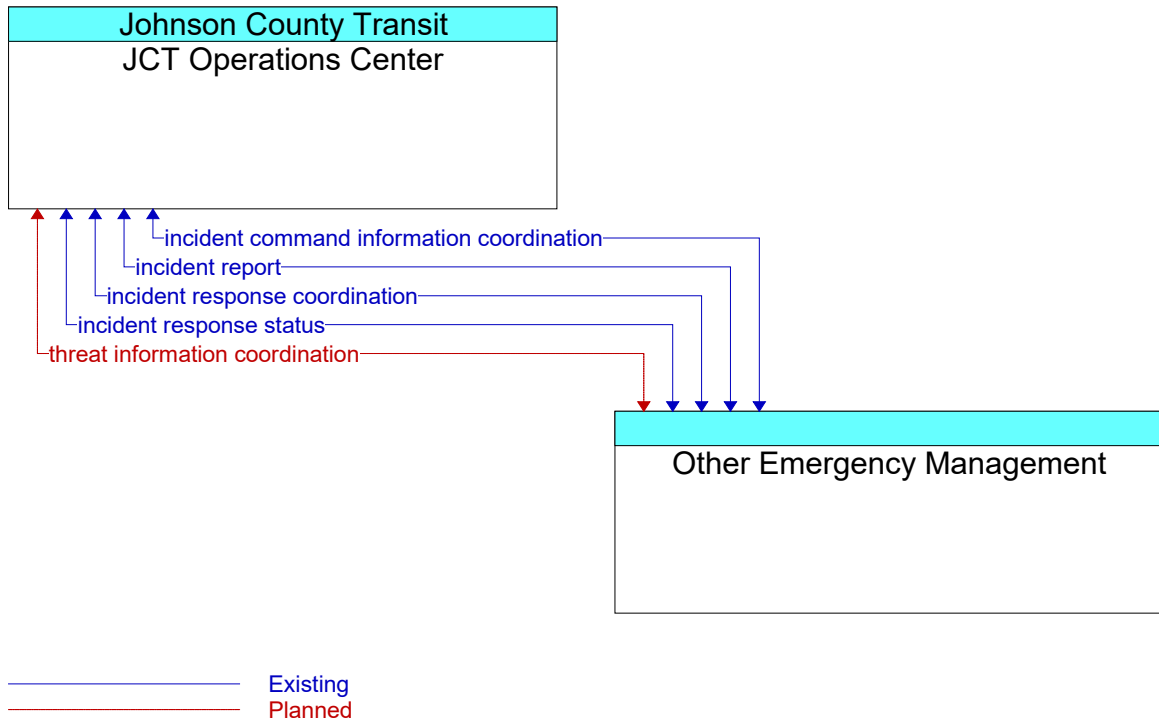 Johnson County Transit
JCT Operations Center
incident command information coordination
incident report
incident response coordination
incident response status
threat information coordination
Other Emergency Management
Existing
Planned